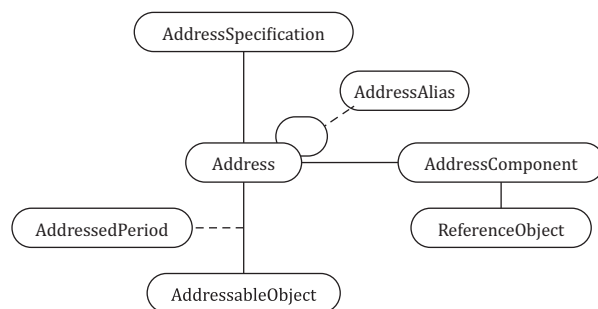 AddressSpecification
AddressAlias
Address
AddressComponent
AddressedPeriod
ReferenceObject
AddressableObject